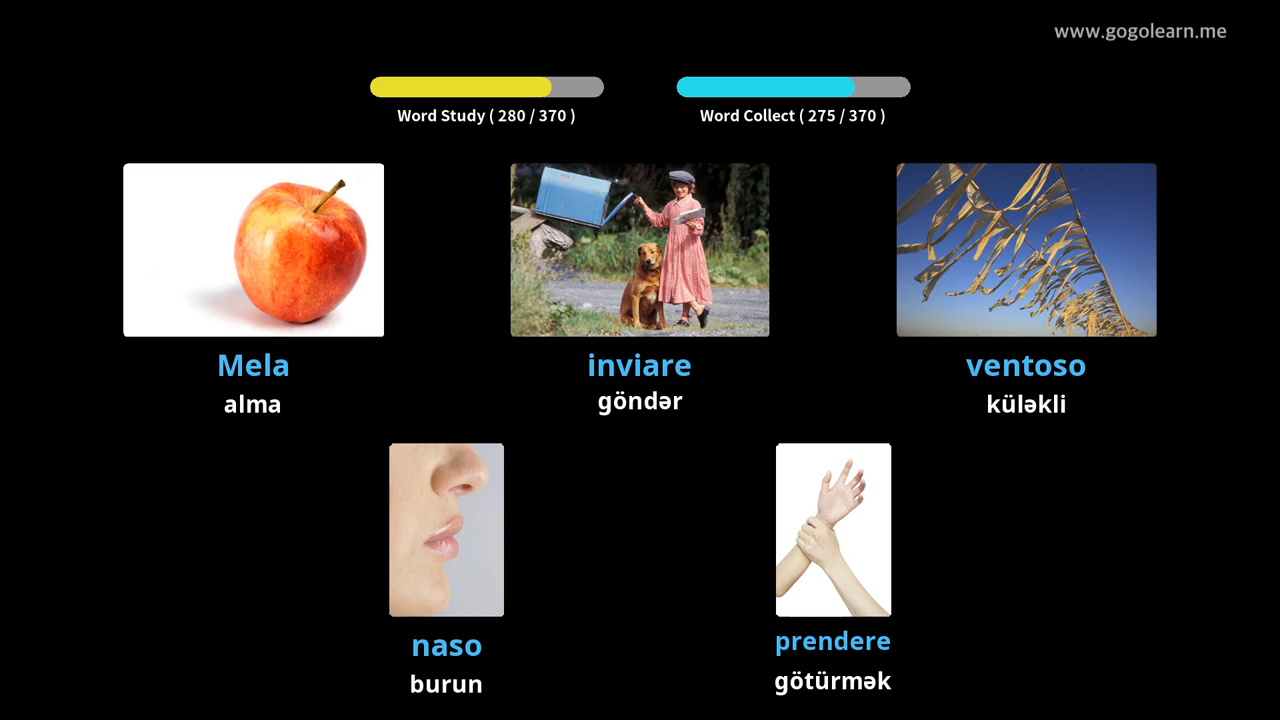 www.gogolearn.me
Word Study ( 280 / 370 )
Word Collect ( 275 / 370 )
Mela
alma
inviare
göndər
ventoso
küləkli
naso
burun
prendere
götürmək